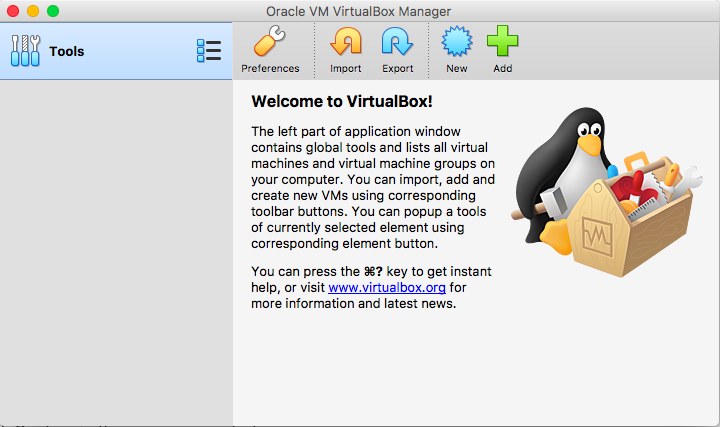 Oracle VM VirtualBox Manager
Tools
Preferences
Import
Export
New
Add
Welcome to VirtualBox!
The left part of application window
contains global tools and lists all virtual
machines and virtual machine groups on
your computer. You can import, add and
create new VMs using corresponding
toolbar buttons. You can popup a tools
of currently selected element using
corresponding element button.
You can press the ⌘? key to get instant
help, or visit www.virtualbox.org for
more information and latest news.